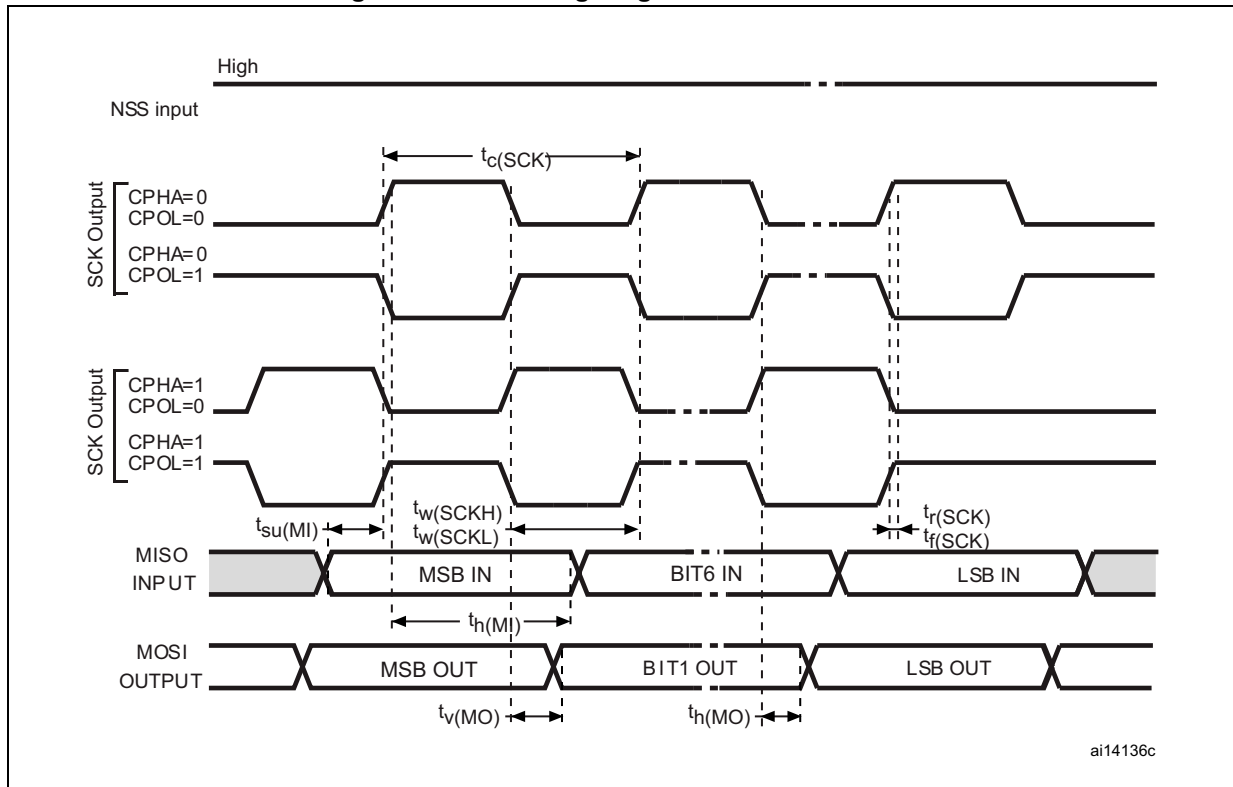 High
NSS input
tc(SCK)
SCK Output
CPHA=0
CPOL=0
CPHA=0
CPOL=1
SCK Output
CPHA=1
CPOL=0
CPHA=1
CPOL=1
tsu(MI)
tw(SCKH)
tw(SCKL)
tr(SCK)
tf(SCK)
MISO
INPUT
MSB IN
BIT6 IN
LSB IN
th(MI)
MOSI
OUTPUT
MSB OUT
BIT1 OUT
LSB OUT
tv(MO)
th(MO)
ai14136c